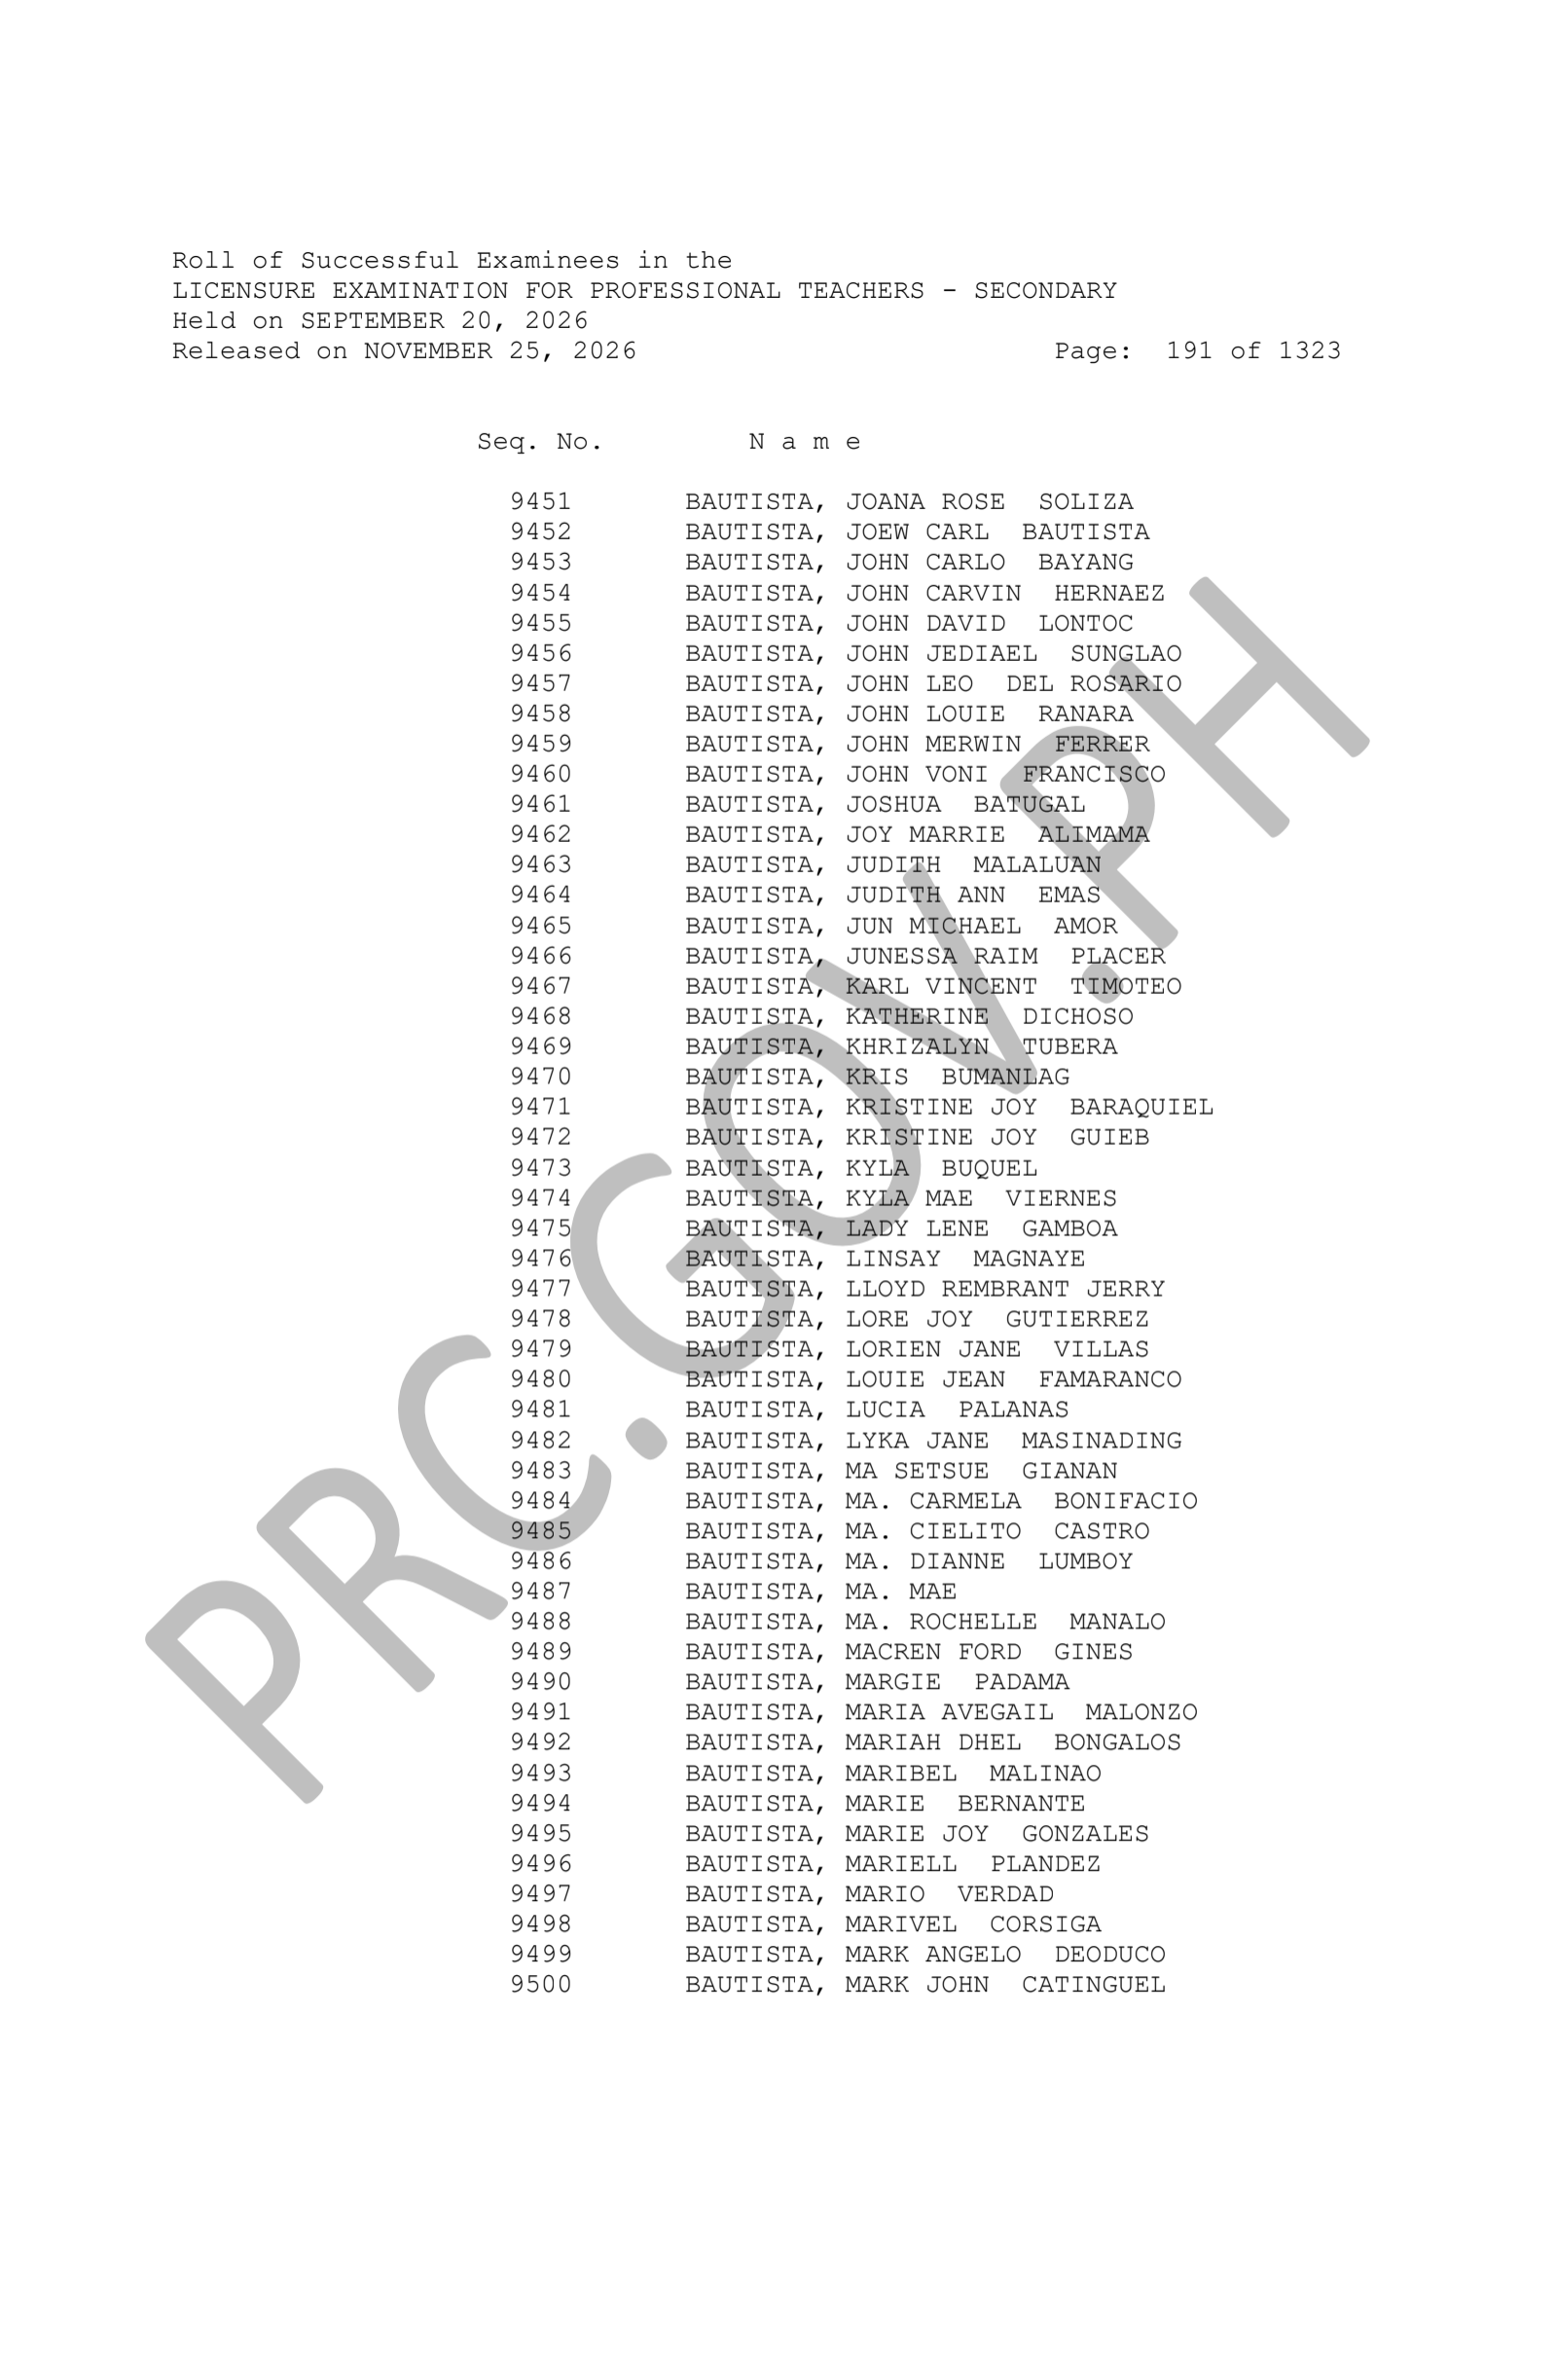 Roll of Successful Examinees in the
LICENSURE EXAMINATION FOR PROFESSIONAL TEACHERS - SECONDARY
Held on SEPTEMBER 20, 2026
Released on NOVEMBER 25, 2026 Page: 191 of 1323
Seq. No. N a m e
9451 BAUTISTA, JOANA ROSE SOLIZA
9452 BAUTISTA, JOEW CARL BAUTISTA
9453 BAUTISTA, JOHN CARLO BAYANG
9454 BAUTISTA, JOHN CARVIN HERNAEZ
9455 BAUTISTA, JOHN DAVID LONTOC
9456 BAUTISTA, JOHN JEDIAEL SUNGLAO
9457 BAUTISTA, JOHN LEO DEL ROSARIO
9458 BAUTISTA, JOHN LOUIE RANARA
9459 BAUTISTA, JOHN MERWIN FERRER
9460 BAUTISTA, JOHN VONI FRANCISCO
9461 BAUTISTA, JOSHUA BATUGAL
9462 BAUTISTA, JOY MARRIE ALIMAMA
9463 BAUTISTA, JUDITH MALALUAN
9464 BAUTISTA, JUDITH ANN EMAS
9465 BAUTISTA, JUN MICHAEL AMOR
9466 BAUTISTA, JUNESSA RAIM PLACER
9467 BAUTISTA, KARL VINCENT TIMOTEO
9468 BAUTISTA, KATHERINE DICHOSO
9469 BAUTISTA, KHRIZALYN TUBERA
9470 BAUTISTA, KRIS BUMANLAG
9471 BAUTISTA, KRISTINE JOY BARAQUIEL
9472 BAUTISTA, KRISTINE JOY GUIEB
9473 BAUTISTA, KYLA BUQUEL
9474 BAUTISTA, KYLA MAE VIERNES
9475 BAUTISTA, LADY LENE GAMBOA
9476 BAUTISTA, LINSAY MAGNAYE
9477 BAUTISTA, LLOYD REMBRANT JERRY
9478 BAUTISTA, LORE JOY GUTIERREZ
9479 BAUTISTA, LORIEN JANE VILLAS
9480 BAUTISTA, LOUIE JEAN FAMARANCO
9481 BAUTISTA, LUCIA PALANAS
9482 BAUTISTA, LYKA JANE MASINADING
9483 BAUTISTA, MA SETSUE GIANAN
9484 BAUTISTA, MA. CARMELA BONIFACIO
9485 BAUTISTA, MA. CIELITO CASTRO
9486 BAUTISTA, MA. DIANNE LUMBOY
9487 BAUTISTA, MA. MAE
9488 BAUTISTA, MA. ROCHELLE MANALO
9489 BAUTISTA, MACREN FORD GINES
9490 BAUTISTA, MARGIE PADAMA
9491 BAUTISTA, MARIA AVEGAIL MALONZO
9492 BAUTISTA, MARIAH DHEL BONGALOS
9493 BAUTISTA, MARIBEL MALINAO
9494 BAUTISTA, MARIE BERNANTE
9495 BAUTISTA, MARIE JOY GONZALES
9496 BAUTISTA, MARIELL PLANDEZ
9497 BAUTISTA, MARIO VERDAD
9498 BAUTISTA, MARIVEL CORSIGA
9499 BAUTISTA, MARK ANGELO DEODUCO
9500 BAUTISTA, MARK JOHN CATINGUEL
PRC.GOV.PH